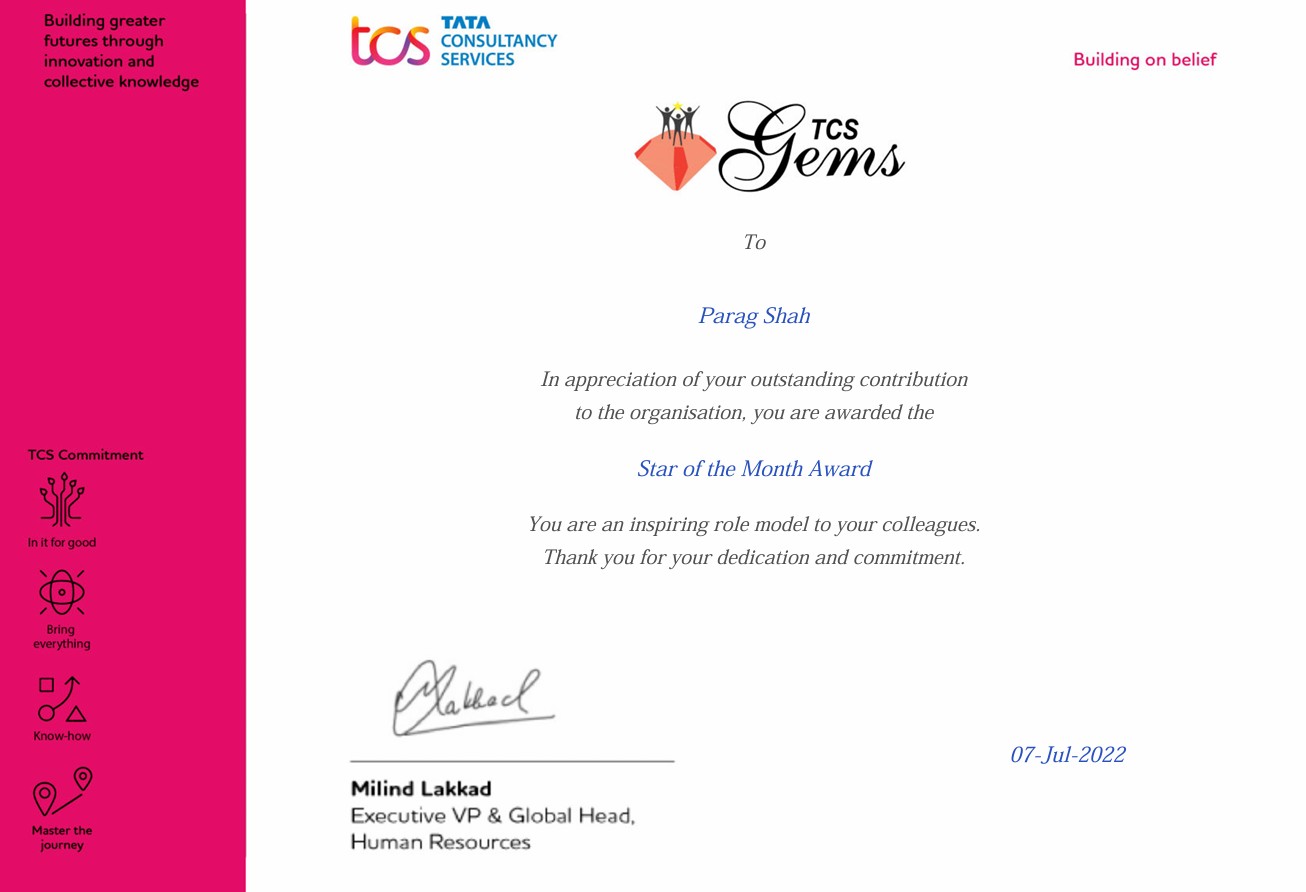 Building greater
futures through
innovation and
collective knowledge
tcs TATA
CONSULTANCY
SERVICES
Building on belief
TCS
Gems
To
Parag Shah
In appreciation of your outstanding contribution
to the organisation, you are awarded the
Star of the Month Award
You are an inspiring role model to your colleagues.
Thank you for your dedication and commitment.
TCS Commitment
In it for good
Bring
everything
Know-how
Master the
journey
Lakkad
Milind Lakkad
Executive VP & Global Head,
Human Resources
07-Jul-2022